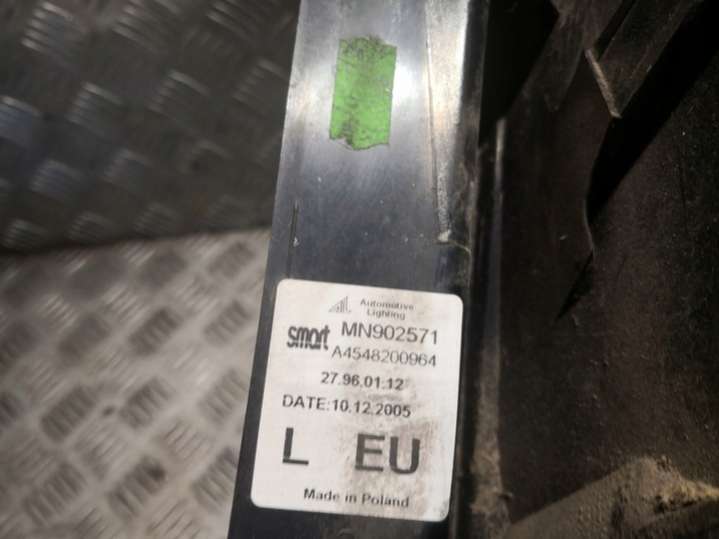 Automotive
Lighting
smart MN902571
A4548200964
27.96.01.12
DATE:10.12.2005
L EU
Made in Poland